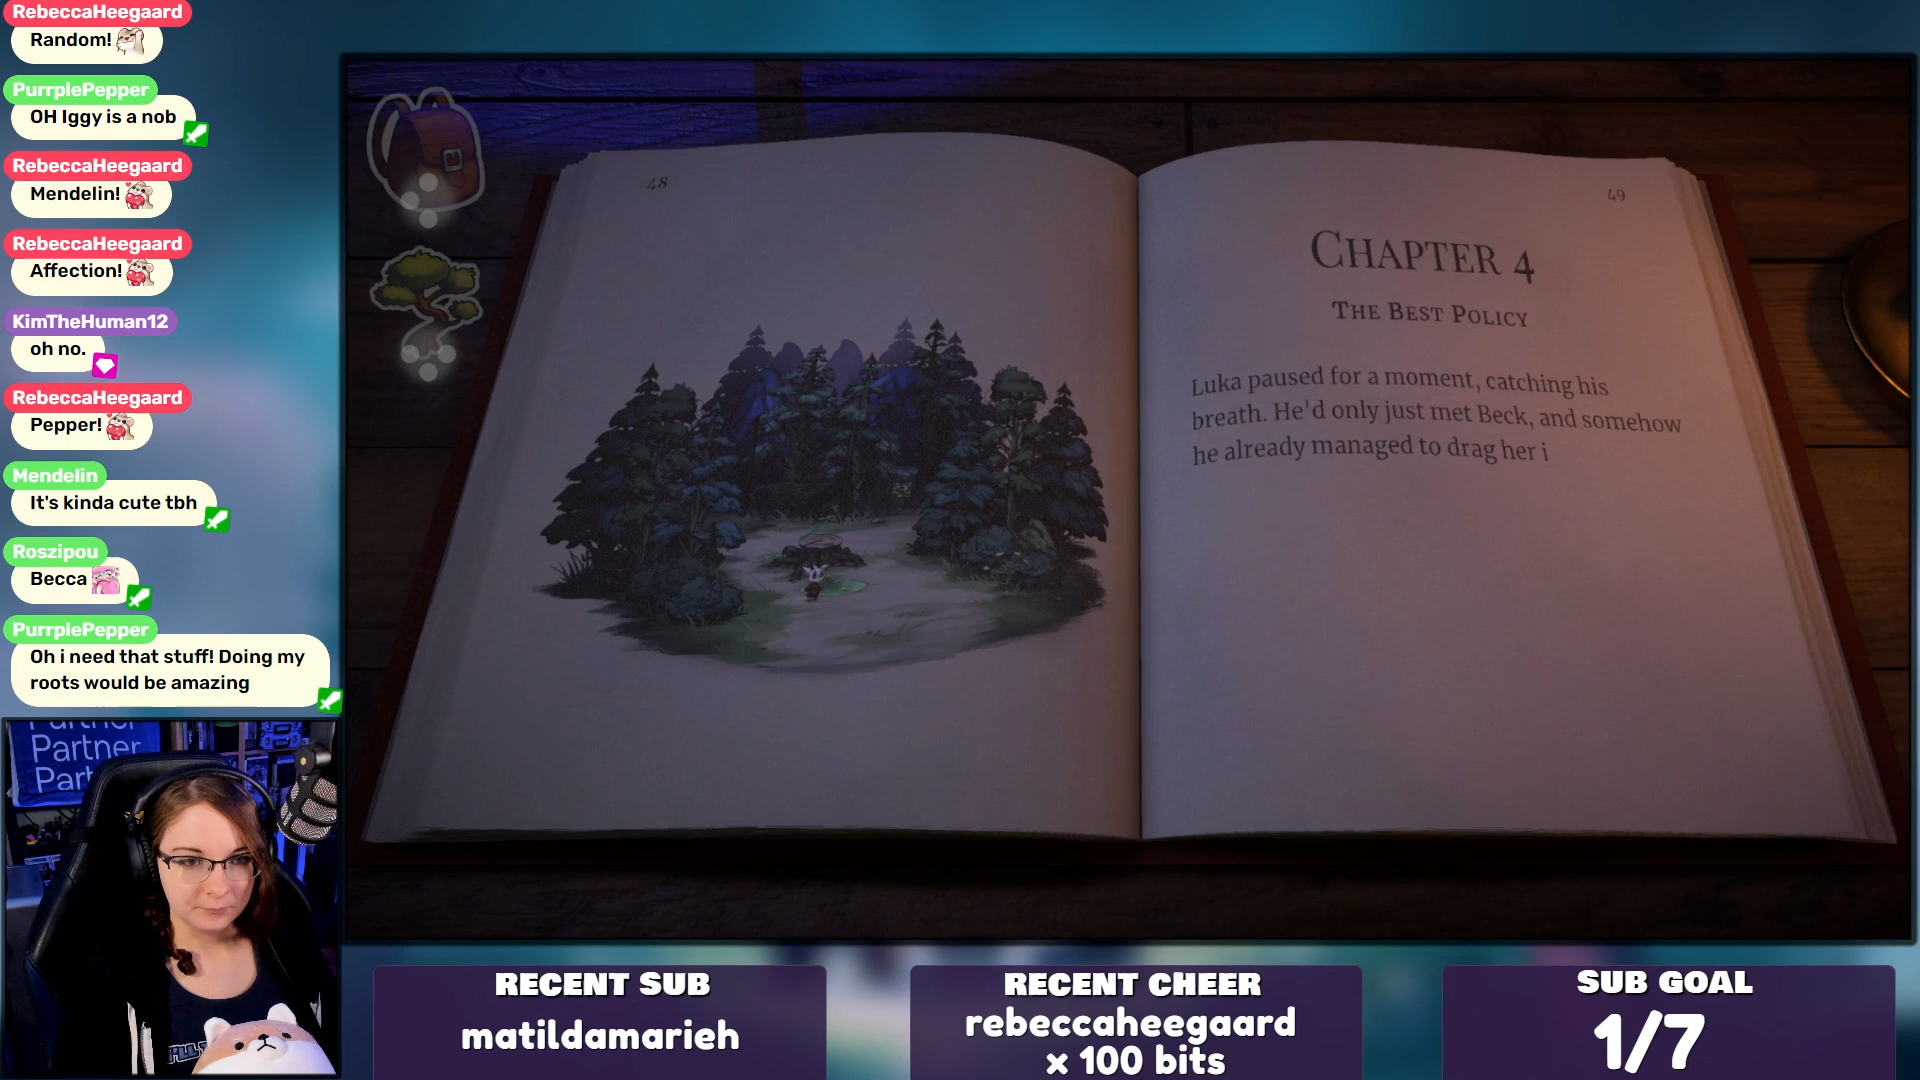 RebeccaHeegaard
Random!
PurrplePepper
OH Iggy is a nob
RebeccaHeegaard
Mendelin!
RebeccaHeegaard
Affection!
KimTheHuman12
oh no.
RebeccaHeegaard
Pepper!
Mendelin
It's kinda cute tbh
Roszipou
Becca
PurrplePepper
Oh i need that stuff! Doing my
roots would be amazing
Partner
Partner
48
49
CHAPTER 4
THE BEST POLICY
Luka paused for a moment, catching his
breath. He'd only just met Beck, and somehow
he already managed to drag her i
RECENT SUB
matildamarieh
RECENT CHEER
rebeccaheegaard
x 100 bits
SUB GOAL
1/7